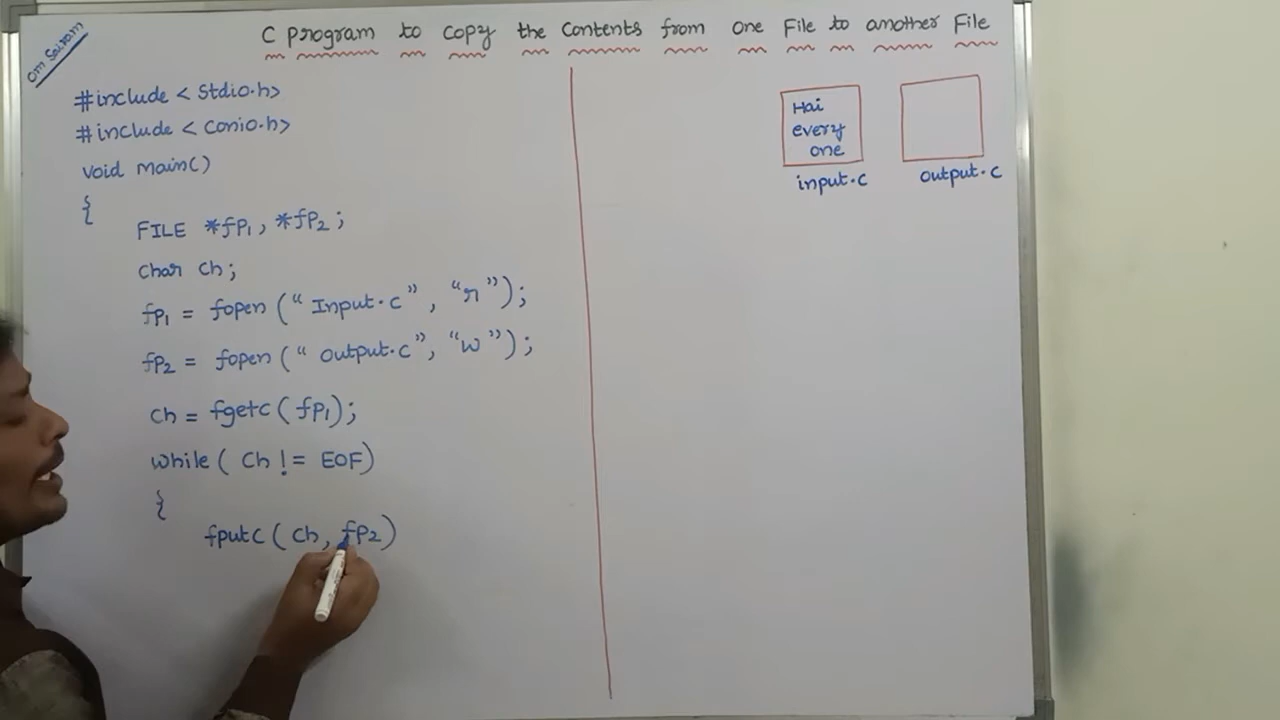 Om Sairam
C program to copy the Contents from one File to another File
#include < Stdio.h>
#include < Conio.h>
void main()
{
FILE *fp1, *fp2;
char ch;
fp1 = fopen (" Input.c", "r");
fp2 = fopen (" output.c", "w");
ch = fgetc(fp1);
while( ch != EOF)
{
fputc(ch, fp2)
Hai
every
one
input.c
output.c